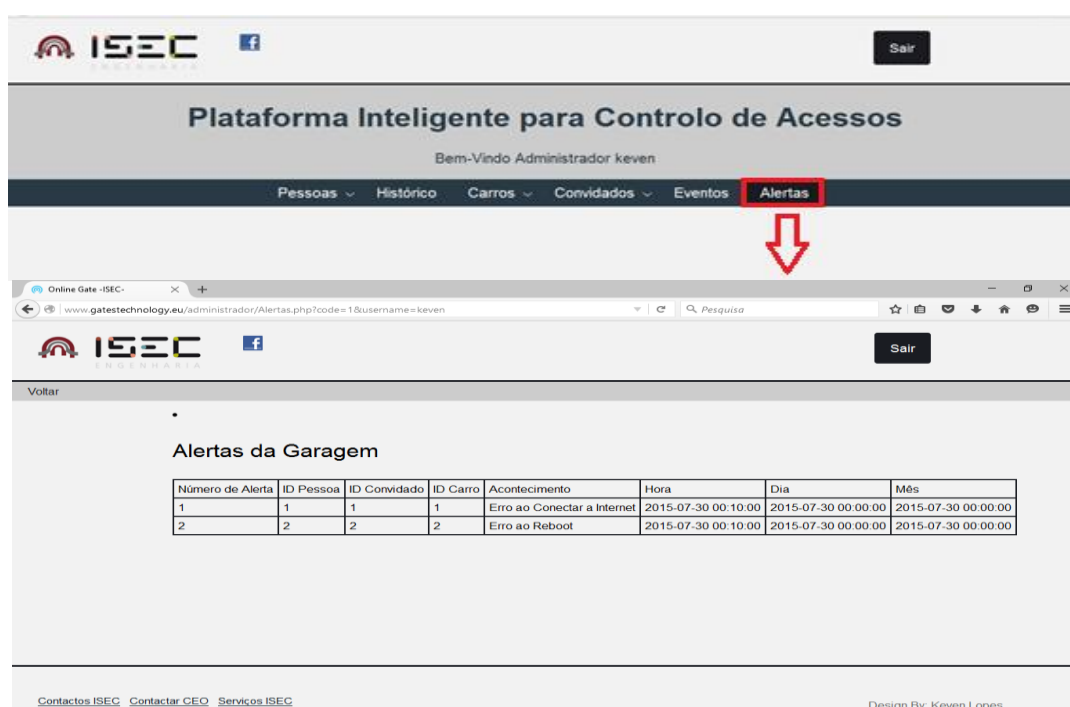 ISEC
ENGENHARIA
Sair
Plataforma Inteligente para Controlo de Acessos
Bem-Vindo Administrador keven
Pessoas Histórico Carros Convidados Eventos Alertas
Online Gate -ISEC-
www.gatestechnology.eu/administrador/Alertas.php?code=1&username=keven
Pesquisa
ISEC
ENGENHARIA
Sair
Voltar
Alertas da Garagem
Número de Alerta ID Pessoa ID Convidado ID Carro Acontecimento Hora Dia Mês
1 1 1 1 Erro ao Conectar a Internet 2015-07-30 00:10:00 2015-07-30 00:00:00 2015-07-30 00:00:00
2 2 2 2 Erro ao Reboot 2015-07-30 00:10:00 2015-07-30 00:00:00 2015-07-30 00:00:00
Contactos ISEC Contactar CEO Serviços ISEC
Design By: Keven Lopes